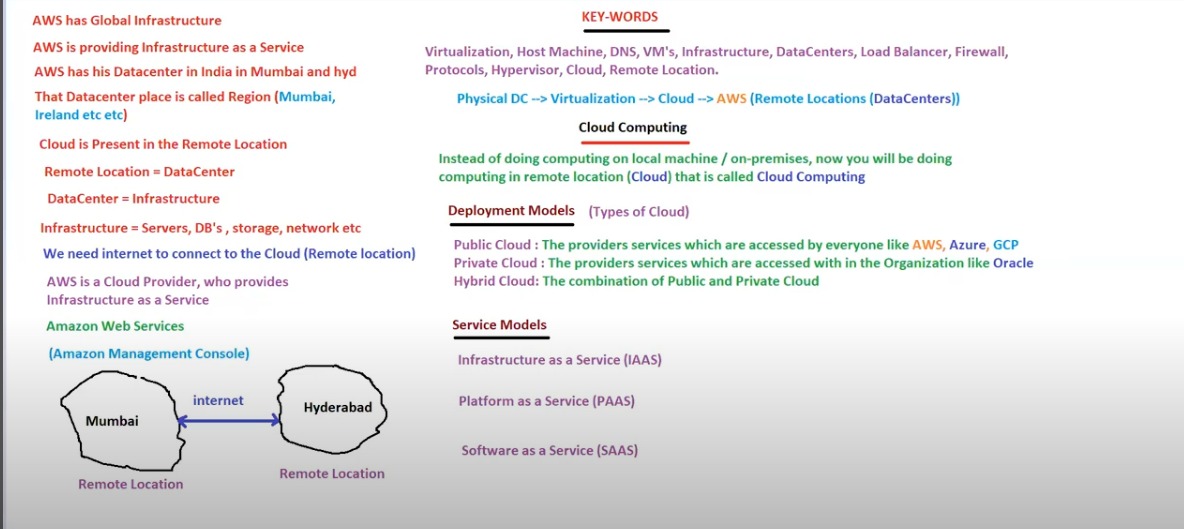 AWS has Global Infrastructure
AWS is providing Infrastructure as a Service
AWS has his Datacenter in India in Mumbai and hyd
That Datacenter place is called Region (Mumbai,
Ireland etc etc)
Cloud is Present in the Remote Location
Remote Location = DataCenter
DataCenter = Infrastructure
Infrastructure = Servers, DB's , storage, network etc
We need internet to connect to the Cloud (Remote location)
AWS is a Cloud Provider, who provides
Infrastructure as a Service
Amazon Web Services
(Amazon Management Console)
internet
Mumbai
Hyderabad
Remote Location
Remote Location
KEY-WORDS
Virtualization, Host Machine, DNS, VM's, Infrastructure, DataCenters, Load Balancer, Firewall,
Protocols, Hypervisor, Cloud, Remote Location.
Physical DC --> Virtualization --> Cloud --> AWS (Remote Locations (DataCenters))
Cloud Computing
Instead of doing computing on local machine / on-premises, now you will be doing
computing in remote location (Cloud) that is called Cloud Computing
Deployment Models (Types of Cloud)
Public Cloud : The providers services which are accessed by everyone like AWS, Azure, GCP
Private Cloud : The providers services which are accessed with in the Organization like Oracle
Hybrid Cloud: The combination of Public and Private Cloud
Service Models
Infrastructure as a Service (IAAS)
Platform as a Service (PAAS)
Software as a Service (SAAS)